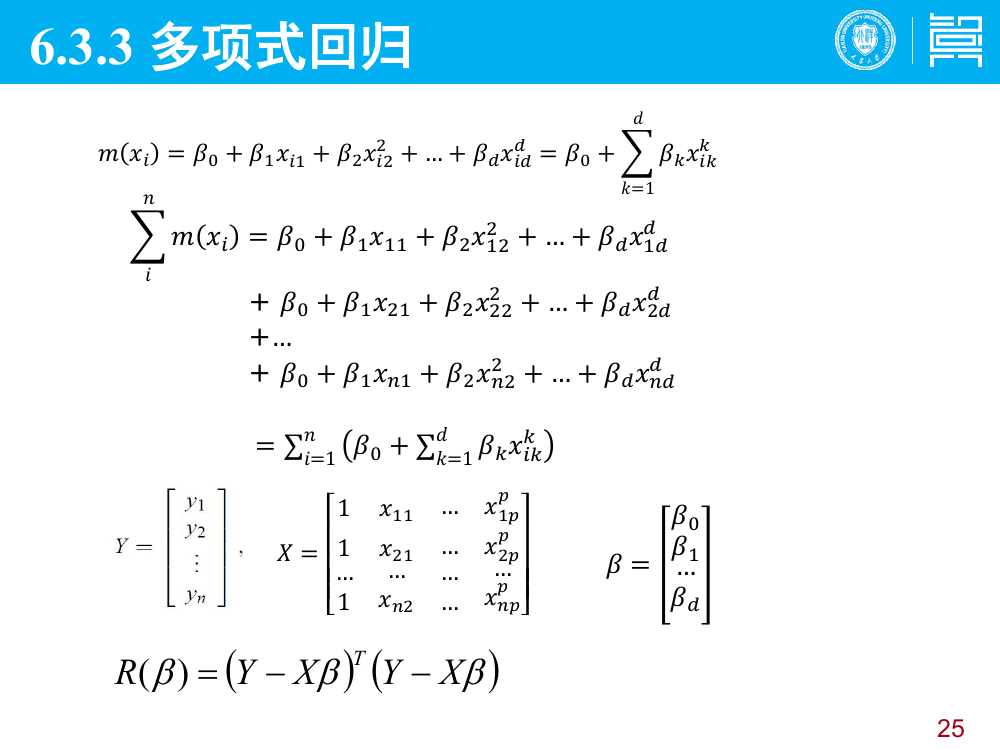 6.3.3 多项式回归
m(x_i) = β_0 + β_1x_{i1} + β_2x_{i2}^2 + … + β_dx_{id}^d = β_0 + ∑_{k=1}^{d} β_kx_{ik}^k
∑_{i}^{n} m(x_i) = β_0 + β_1x_{11} + β_2x_{12}^2 + … + β_dx_{1d}^d
+ β_0 + β_1x_{21} + β_2x_{22}^2 + … + β_dx_{2d}^d
+…
+ β_0 + β_1x_{n1} + β_2x_{n2}^2 + … + β_dx_{nd}^d
= ∑_{i=1}^{n} (β_0 + ∑_{k=1}^{d} β_kx_{ik}^k)
Y = [y_1 y_2 ⋮ y_n] , X = [1 x_{11} … x_{1p}^p; 1 x_{21} … x_{2p}^p; … … … …; 1 x_{n2} … x_{np}^p] β = [β_0 β_1 … β_d]
R(β) = (Y − Xβ)^T (Y − Xβ)
25